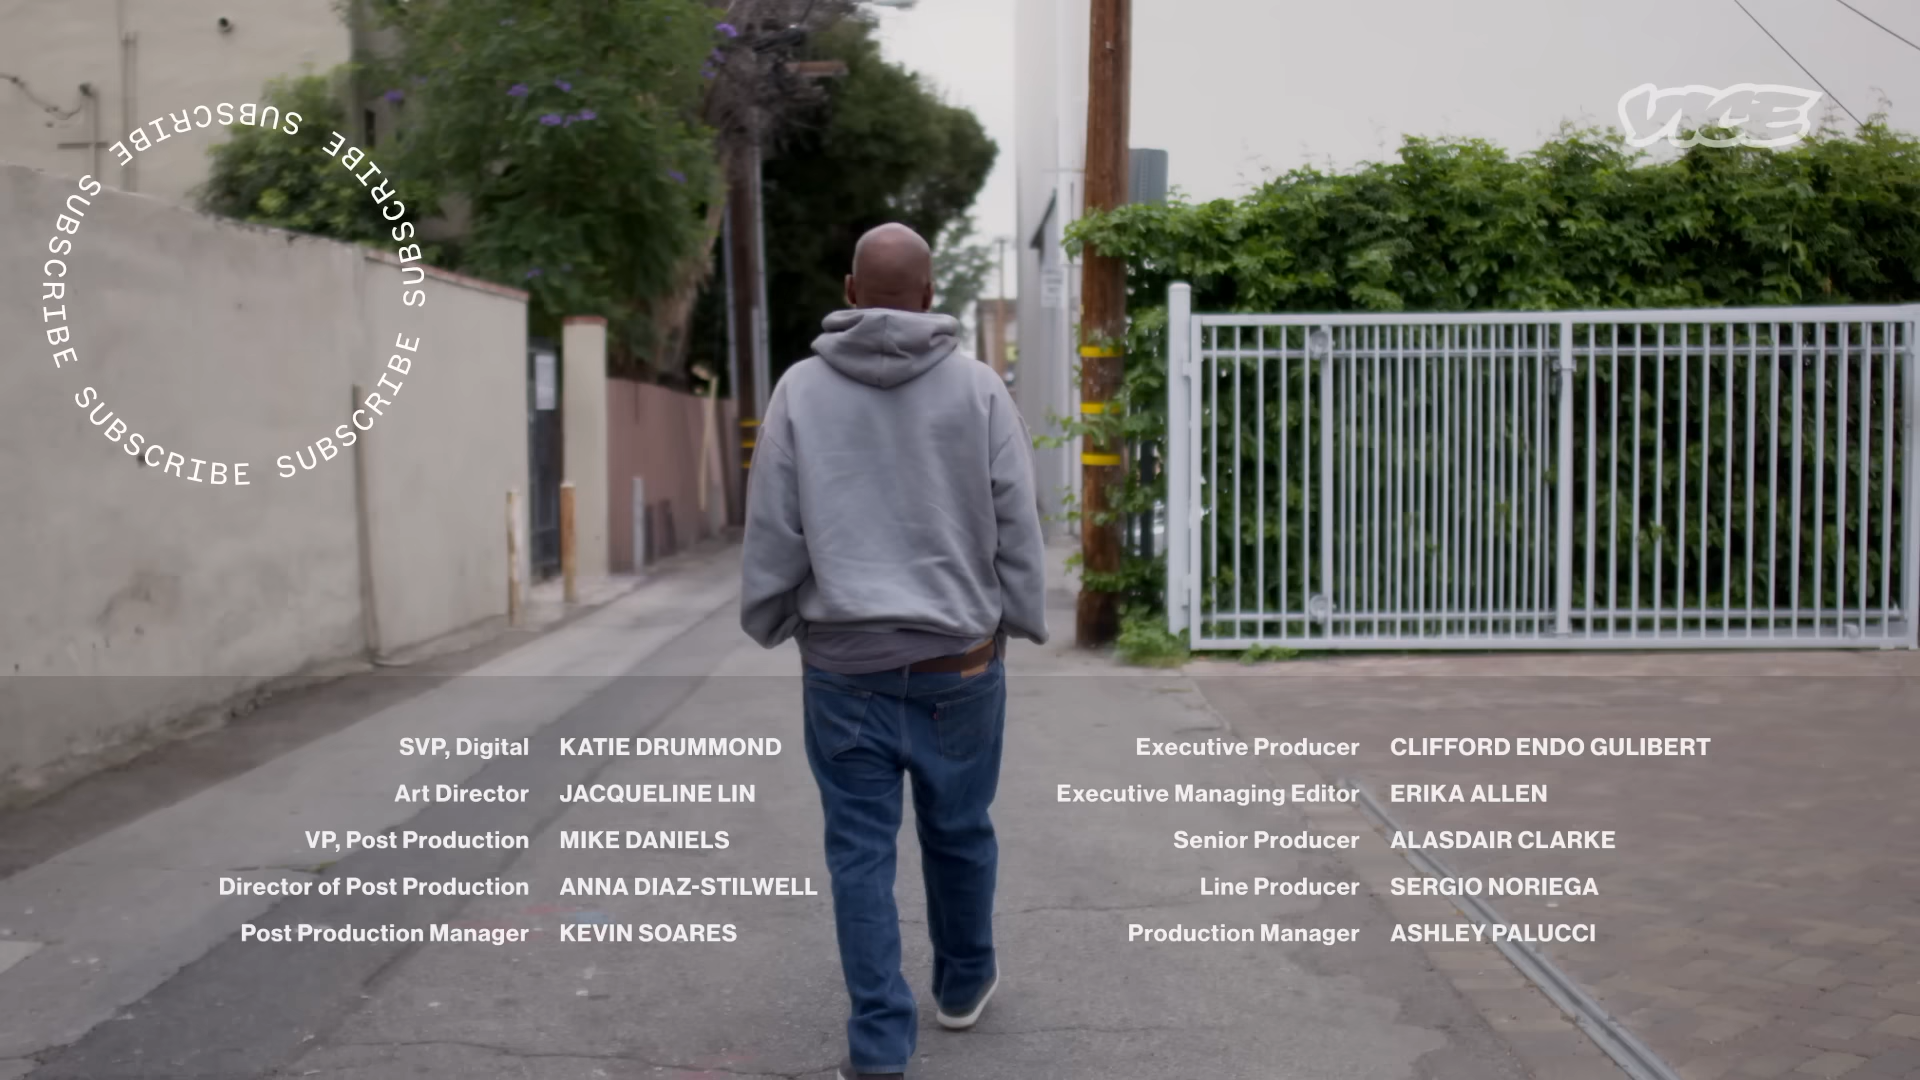 SUBSCRIBE SUBSCRIBE SUBSCRIBE SUBSCRIBE SUBSCRIBE SUBSCRIBE
VICE
SVP, Digital KATIE DRUMMOND
Art Director JACQUELINE LIN
VP, Post Production MIKE DANIELS
Director of Post Production ANNA DIAZ-STILWELL
Post Production Manager KEVIN SOARES
Executive Producer CLIFFORD ENDO GULIBERT
Executive Managing Editor ERIKA ALLEN
Senior Producer ALASDAIR CLARKE
Line Producer SERGIO NORIEGA
Production Manager ASHLEY PALUCCI